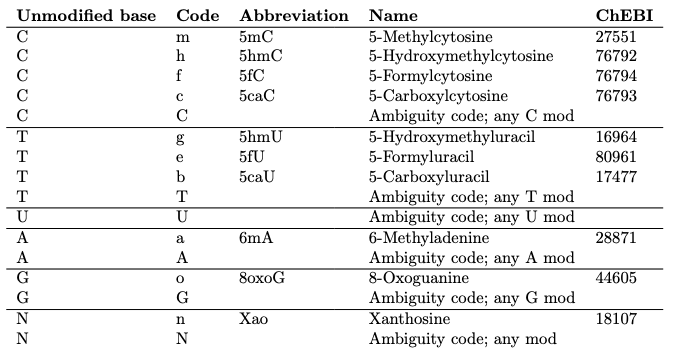 Unmodified base Code Abbreviation Name ChEBI
C m 5mC 5-Methylcytosine 27551
C h 5hmC 5-Hydroxymethylcytosine 76792
C f 5fC 5-Formylcytosine 76794
C c 5caC 5-Carboxylcytosine 76793
C C Ambiguity code; any C mod
T g 5hmU 5-Hydroxymethyluracil 16964
T e 5fU 5-Formyluracil 80961
T b 5caU 5-Carboxyluracil 17477
T T Ambiguity code; any T mod
U U Ambiguity code; any U mod
A a 6mA 6-Methyladenine 28871
A A Ambiguity code; any A mod
G o 8oxoG 8-Oxoguanine 44605
G G Ambiguity code; any G mod
N n Xao Xanthosine 18107
N N Ambiguity code; any mod